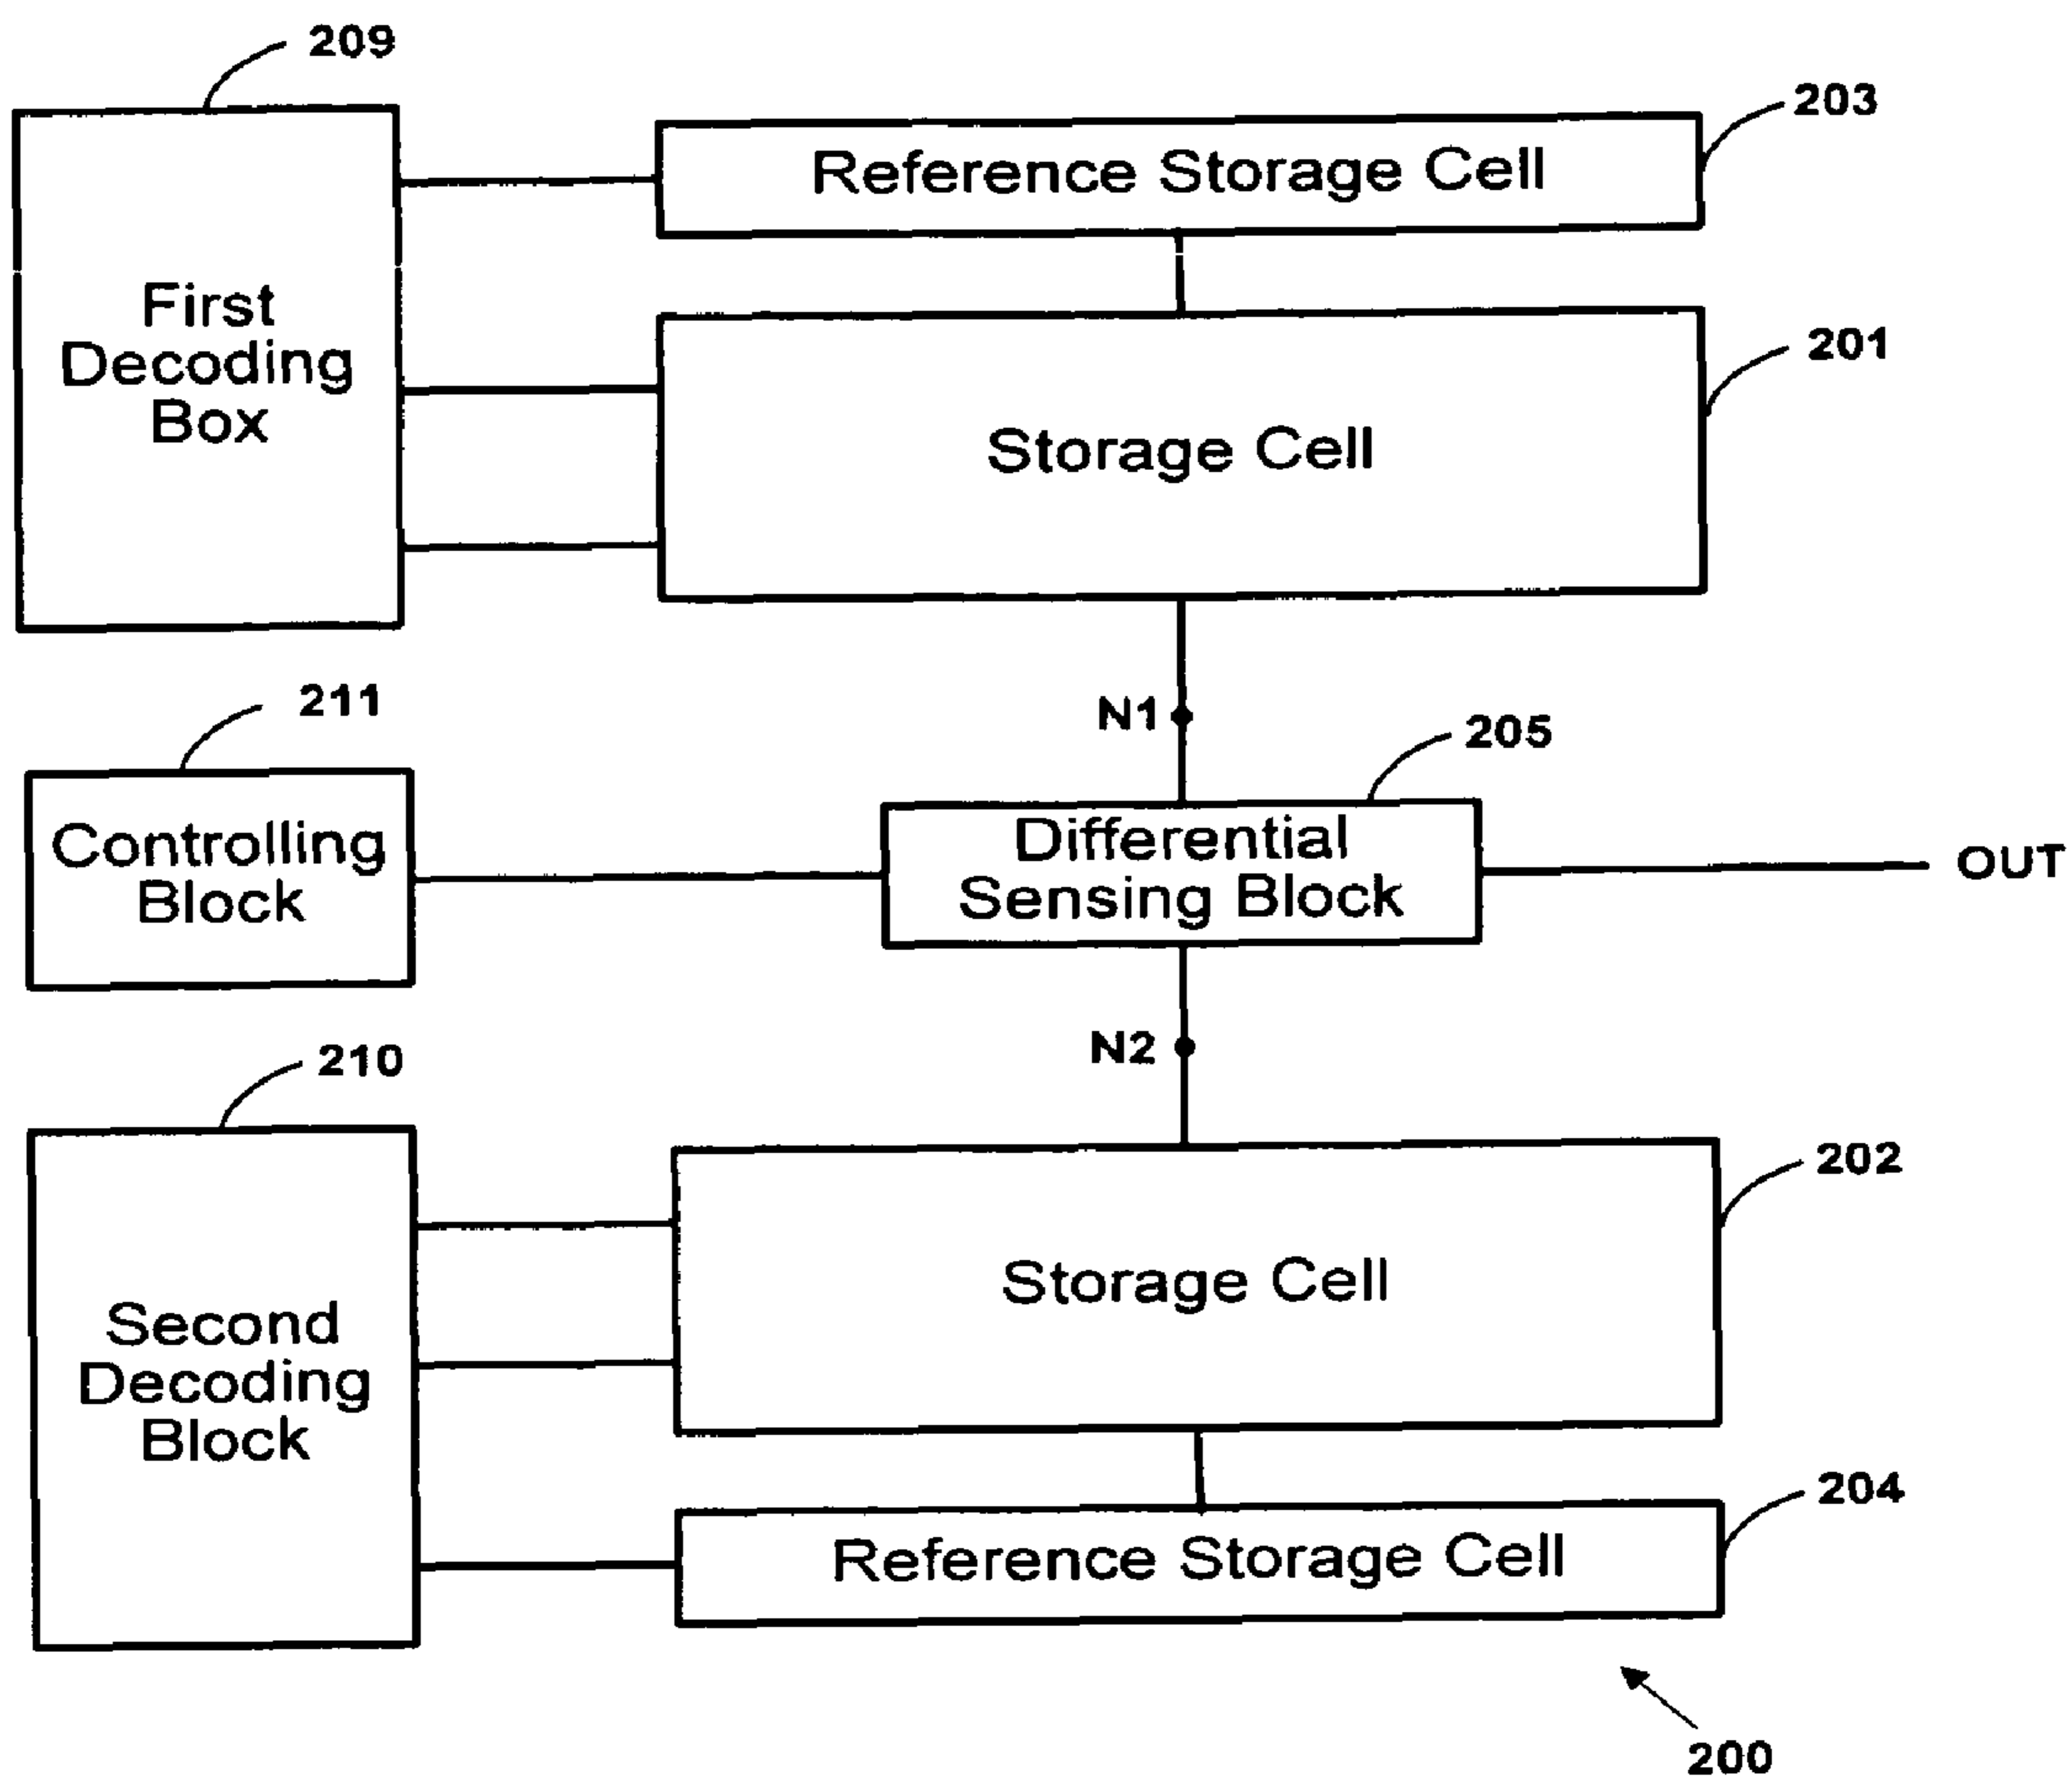 209
203
Reference Storage Cell
First
Decoding
Box
201
Storage Cell
211
N1
205
Controlling
Block
Differential
Sensing Block
OUT
N2
210
202
Storage Cell
Second
Decoding
Block
204
Reference Storage Cell
200